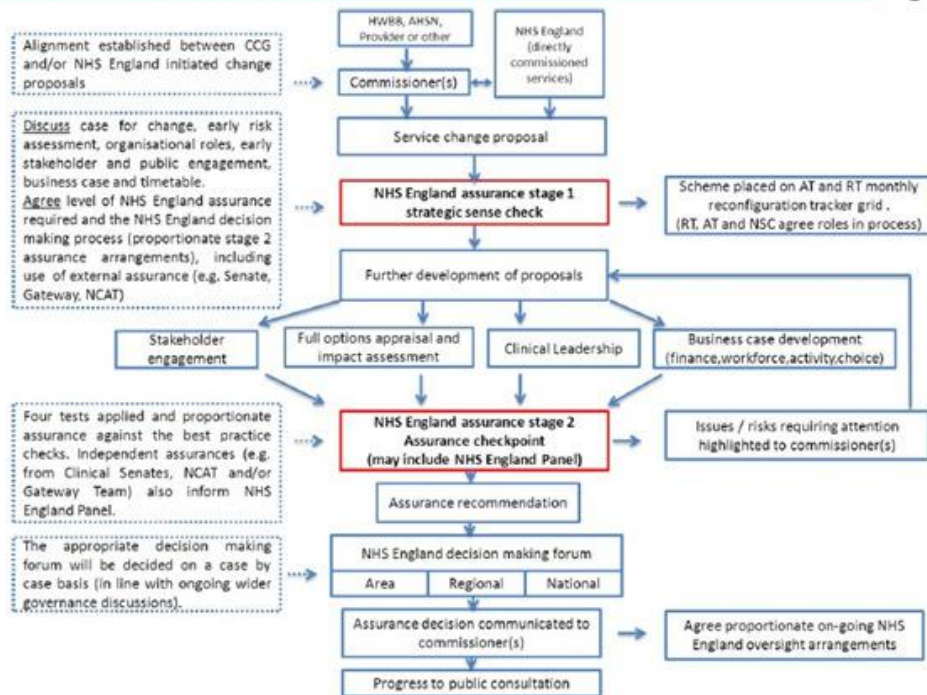 HWBB, AHSN,
Provider or other
NHS England
(directly
commissioned
services)
Alignment established between CCG
and/or NHS England initiated change
proposals
Commissioner(s)
Service change proposal
Discuss case for change, early risk
assessment, organisational roles, early
stakeholder and public engagement,
business case and timetable.
Agree level of NHS England assurance
required and the NHS England decision
making process (proportionate stage 2
assurance arrangements), including
use of external assurance (e.g. Senate,
Gateway, NCAT)
NHS England assurance stage 1
strategic sense check
Scheme placed on AT and RT monthly
reconfiguration tracker grid .
(RT, AT and NSC agree roles in process)
Further development of proposals
Stakeholder
engagement
Full options appraisal and
impact assessment
Clinical Leadership
Business case development
(finance,workforce,activity,choice)
Four tests applied and proportionate
assurance against the best practice
checks. Independent assurances (e.g.
from Clinical Senates, NCAT and/or
Gateway Team) also inform NHS
England Panel.
NHS England assurance stage 2
Assurance checkpoint
(may include NHS England Panel)
Issues / risks requiring attention
highlighted to commissioner(s)
Assurance recommendation
The appropriate decision making
forum will be decided on a case by
case basis (in line with ongoing wider
governance discussions).
NHS England decision making forum
Area
Regional
National
Assurance decision communicated to
commissioner(s)
Agree proportionate on-going NHS
England oversight arrangements
Progress to public consultation